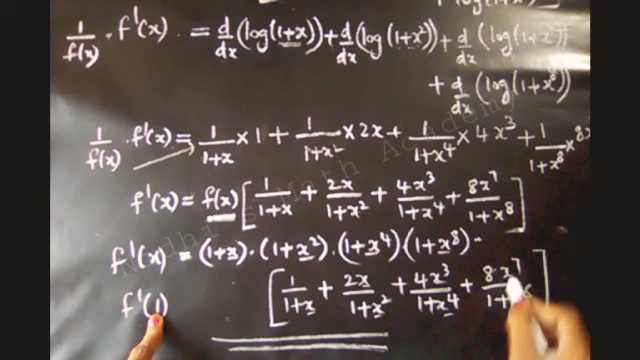 log(1+x)
1/f(x) · f'(x) = d/dx (log(1+x)) + d/dx (log(1+x²)) + d/dx (log(1+x⁴))
+ d/dx (log(1+x⁸))
1/f(x) · f'(x) = 1/1+x × 1 + 1/1+x² × 2x + 1/1+x⁴ × 4x³ + 1/1+x⁸ × 8x
f'(x) = f(x) [ 1/1+x + 2x/1+x² + 4x³/1+x⁴ + 8x⁷/1+x⁸ ]
f'(x) = (1+x) · (1+x²) · (1+x⁴) (1+x⁸) ·
[ 1/1+x + 2x/1+x² + 4x³/1+x⁴ + 8x⁷/1+x⁸ ]
f'(1)